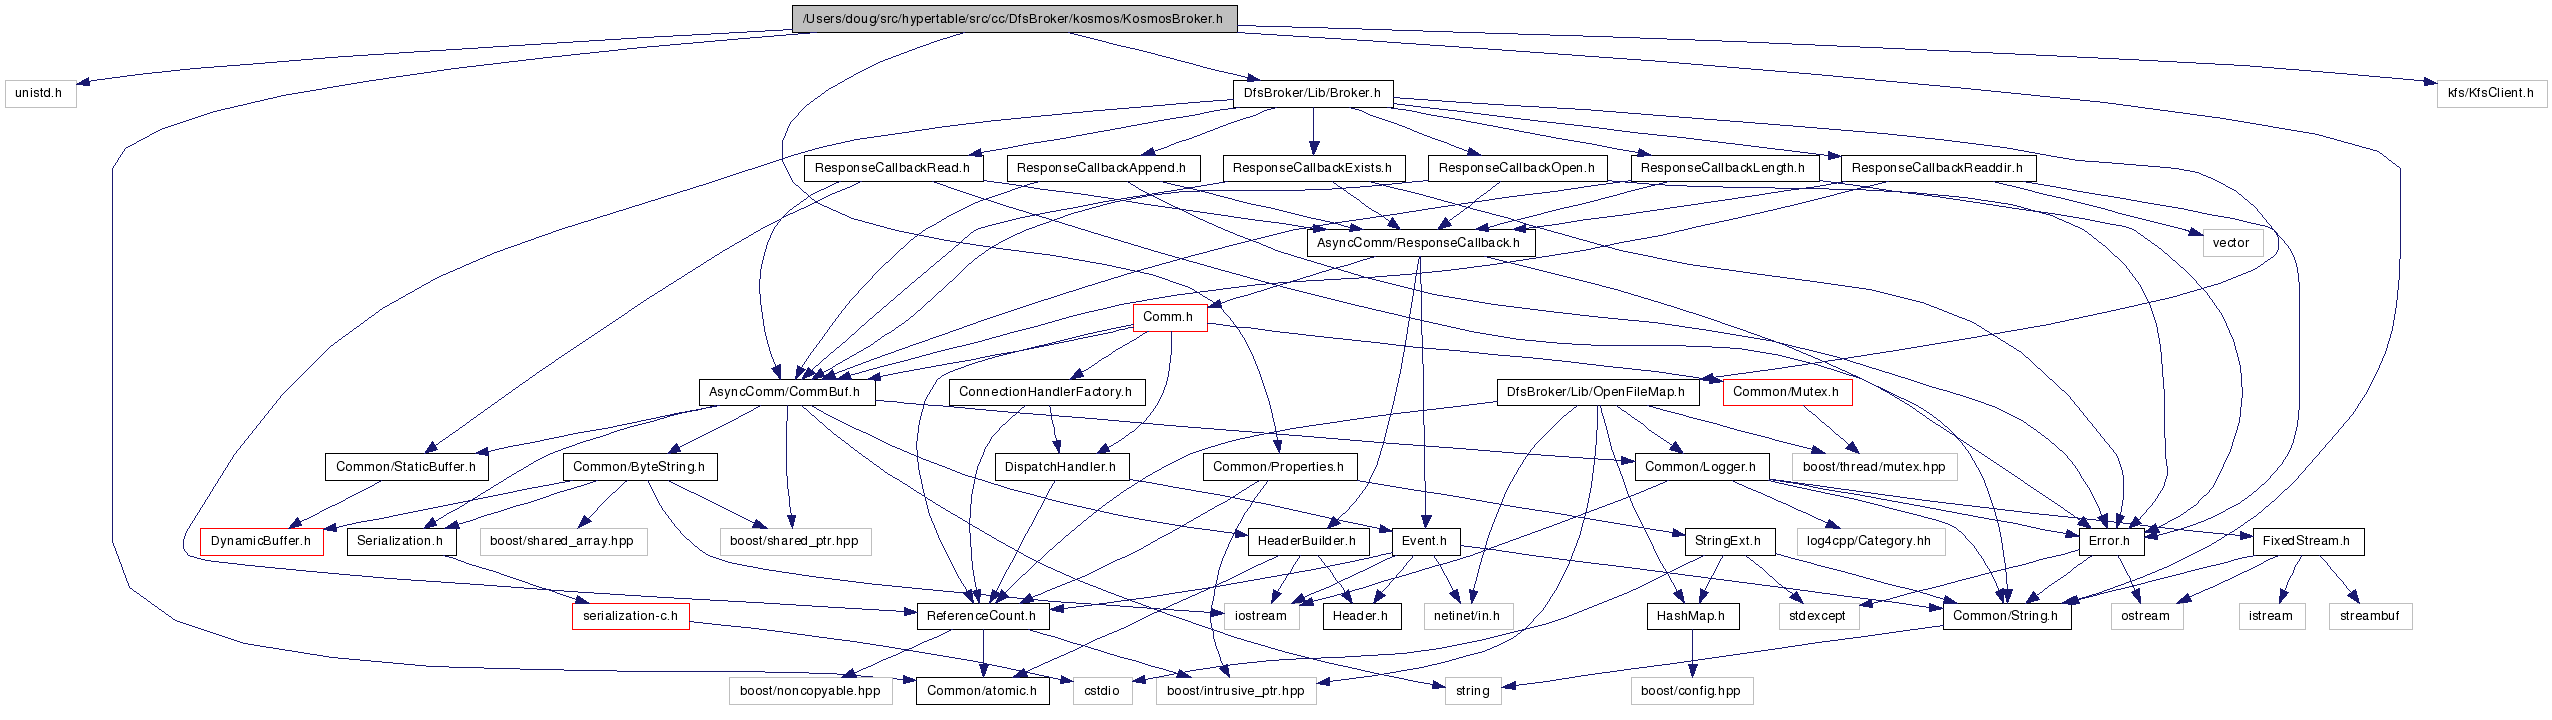 /Users/doug/src/hypertable/src/cc/DfsBroker/kosmos/KosmosBroker.h
unistd.h
DfsBroker/Lib/Broker.h
kfs/KfsClient.h
ResponseCallbackRead.h
ResponseCallbackAppend.h
ResponseCallbackExists.h
ResponseCallbackOpen.h
ResponseCallbackLength.h
ResponseCallbackReaddir.h
AsyncComm/ResponseCallback.h
vector
Comm.h
AsyncComm/CommBuf.h
ConnectionHandlerFactory.h
DfsBroker/Lib/OpenFileMap.h
Common/Mutex.h
Common/StaticBuffer.h
Common/ByteString.h
DispatchHandler.h
Common/Properties.h
Common/Logger.h
boost/thread/mutex.hpp
DynamicBuffer.h
Serialization.h
boost/shared_array.hpp
boost/shared_ptr.hpp
HeaderBuilder.h
Event.h
StringExt.h
log4cpp/Category.hh
Error.h
FixedStream.h
serialization-c.h
ReferenceCount.h
iostream
Header.h
netinet/in.h
HashMap.h
stdexcept
Common/String.h
ostream
istream
streambuf
boost/noncopyable.hpp
Common/atomic.h
cstdio
boost/intrusive_ptr.hpp
string
boost/config.hpp